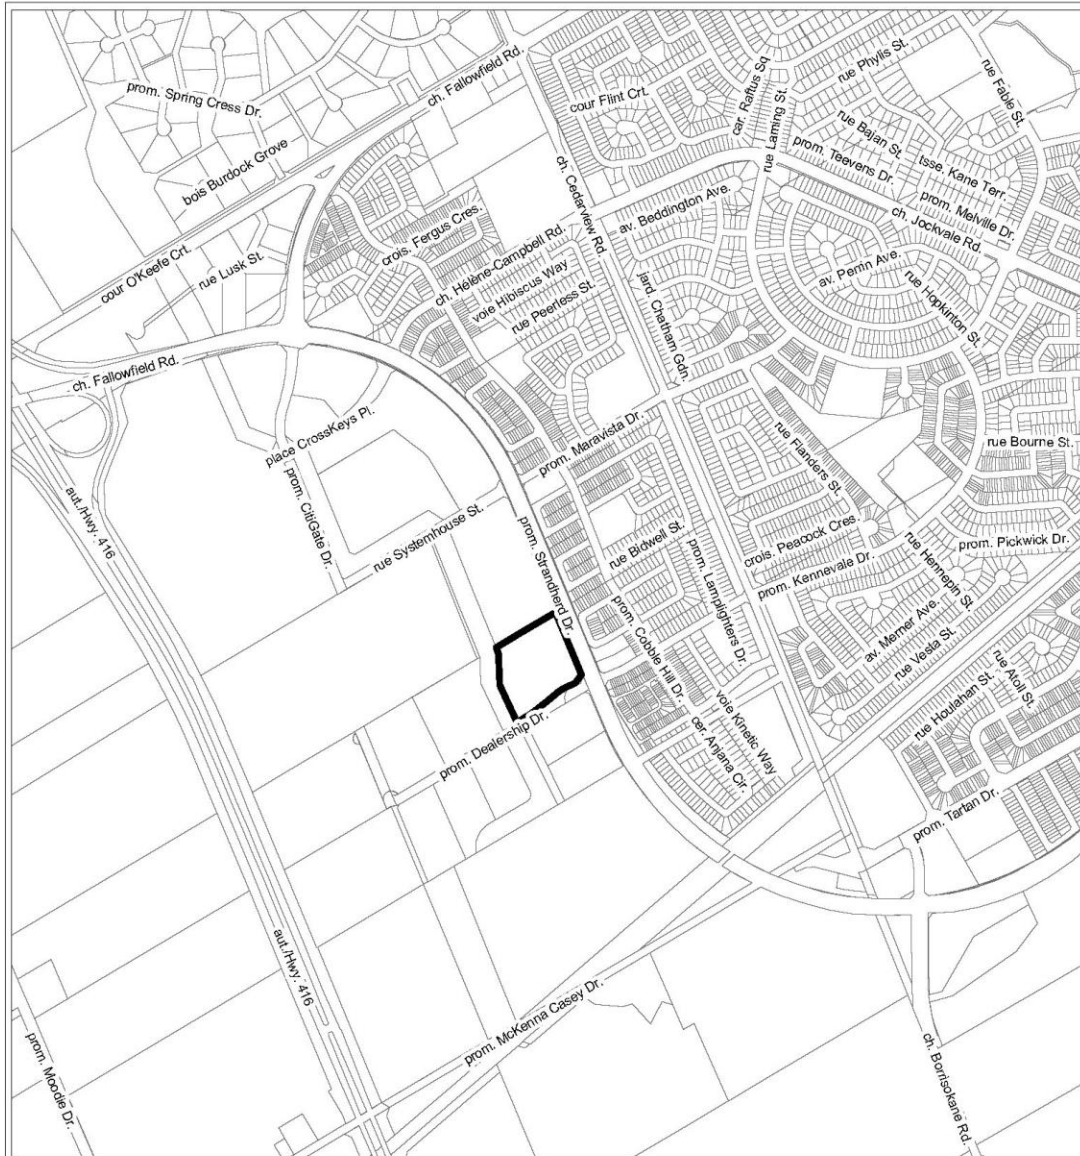 ch. Fallowfield Rd.
rue Phylis St.
rue Fable St.
car. Raftus Sq
prom. Spring Cress Dr.
cour Flint Crt.
rue Laming St.
rue Bajan St.
tsse. Kane Terr.
prom. Teevens Dr.
bois Burdock Grove
ch. Cedarview Rd.
prom. Melville Dr.
av. Beddington Ave.
ch. Jockvale Rd.
crois. Fergus Cres.
ch. Hélène-Campbell Rd.
cour O'Keefe Crt.
rue Lusk St.
voie Hibiscus Way
rue Peerless St.
av. Perrin Ave.
rue Hopkinton St.
jard. Chatham Gdn.
ch. Fallowfield Rd.
place CrossKeys Pl.
prom. Maravista Dr.
rue Flanders St.
rue Bourne St.
prom. CitiGate Dr.
aut./Hwy. 416
rue Systemhouse St.
prom. Strandherd Dr.
rue Bidwell St.
crois. Peacock Cres.
prom. Kennevale Dr.
rue Hennepin St.
prom. Pickwick Dr.
prom. Lamplighters Dr.
prom. Cobble Hill Dr.
av. Merner Ave.
rue Vesta St.
rue Houlahan St.
rue Atoll St.
prom. Dealership Dr.
voie Kinetic Way
cer. Anjana Cir.
prom. Tartan Dr.
aut./Hwy. 416
prom. McKenna Casey Dr.
prom. Moodie Dr.
ch. Borrisokane Rd.